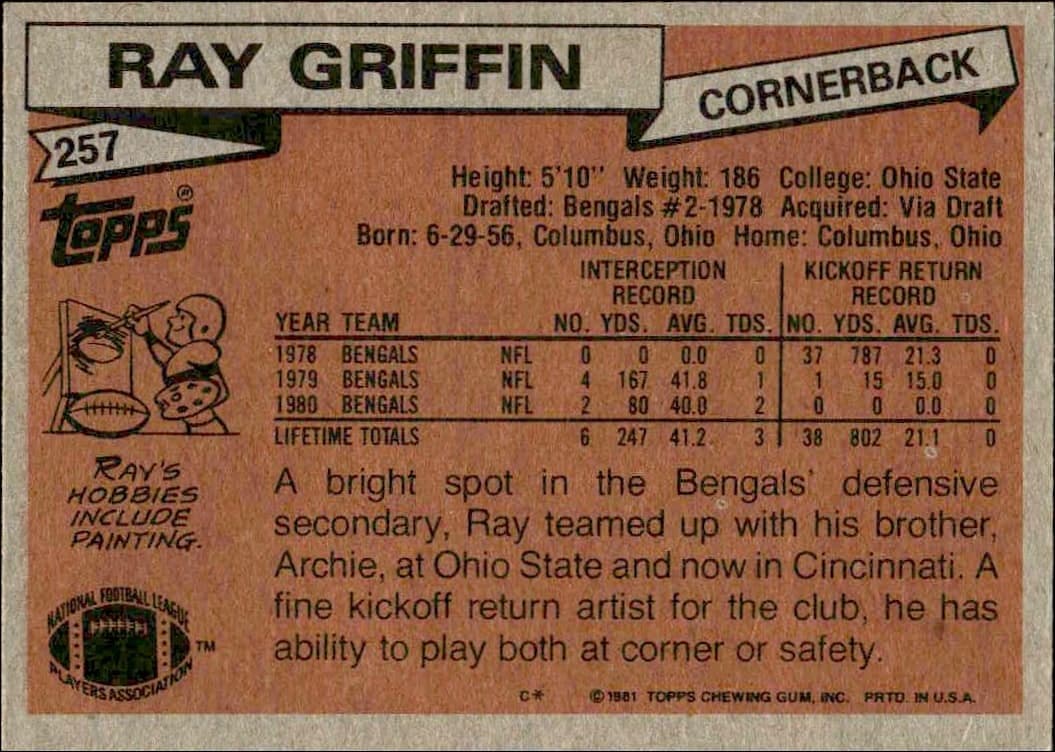 RAY GRIFFIN
CORNERBACK
257
Topps®
Height: 5'10" Weight: 186 College: Ohio State
Drafted: Bengals #2-1978 Acquired: Via Draft
Born: 6-29-56, Columbus, Ohio Home: Columbus, Ohio
INTERCEPTION RECORD KICKOFF RETURN RECORD
YEAR TEAM NO. YDS. AVG. TDS. NO. YDS. AVG. TDS.
1978 BENGALS NFL 0 0 0.0 0 37 787 21.3 0
1979 BENGALS NFL 4 167 41.8 1 1 15 15.0 0
1980 BENGALS NFL 2 80 40.0 2 0 0 0.0 0
LIFETIME TOTALS 6 247 41.2 3 38 802 21.1 0
RAY'S
HOBBIES
INCLUDE
PAINTING.
A bright spot in the Bengals' defensive
secondary, Ray teamed up with his brother,
Archie, at Ohio State and now in Cincinnati. A
fine kickoff return artist for the club, he has
ability to play both at corner or safety.
NATIONAL FOOTBALL LEAGUE
PLAYERS ASSOCIATION
TM
C* © 1981 TOPPS CHEWING GUM, INC. PRTD. IN U.S.A.